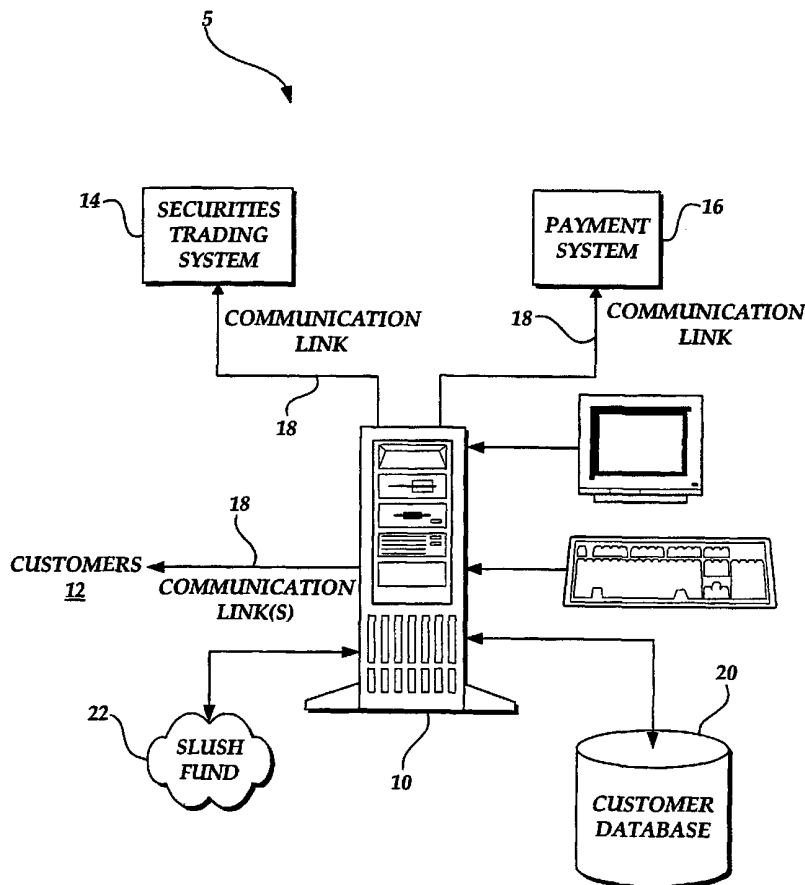 5
14
SECURITIES
TRADING
SYSTEM
PAYMENT
SYSTEM
16
COMMUNICATION
LINK
18
COMMUNICATION
LINK
18
18
CUSTOMERS
12
COMMUNICATION
LINK(S)
22
SLUSH
FUND
10
20
CUSTOMER
DATABASE